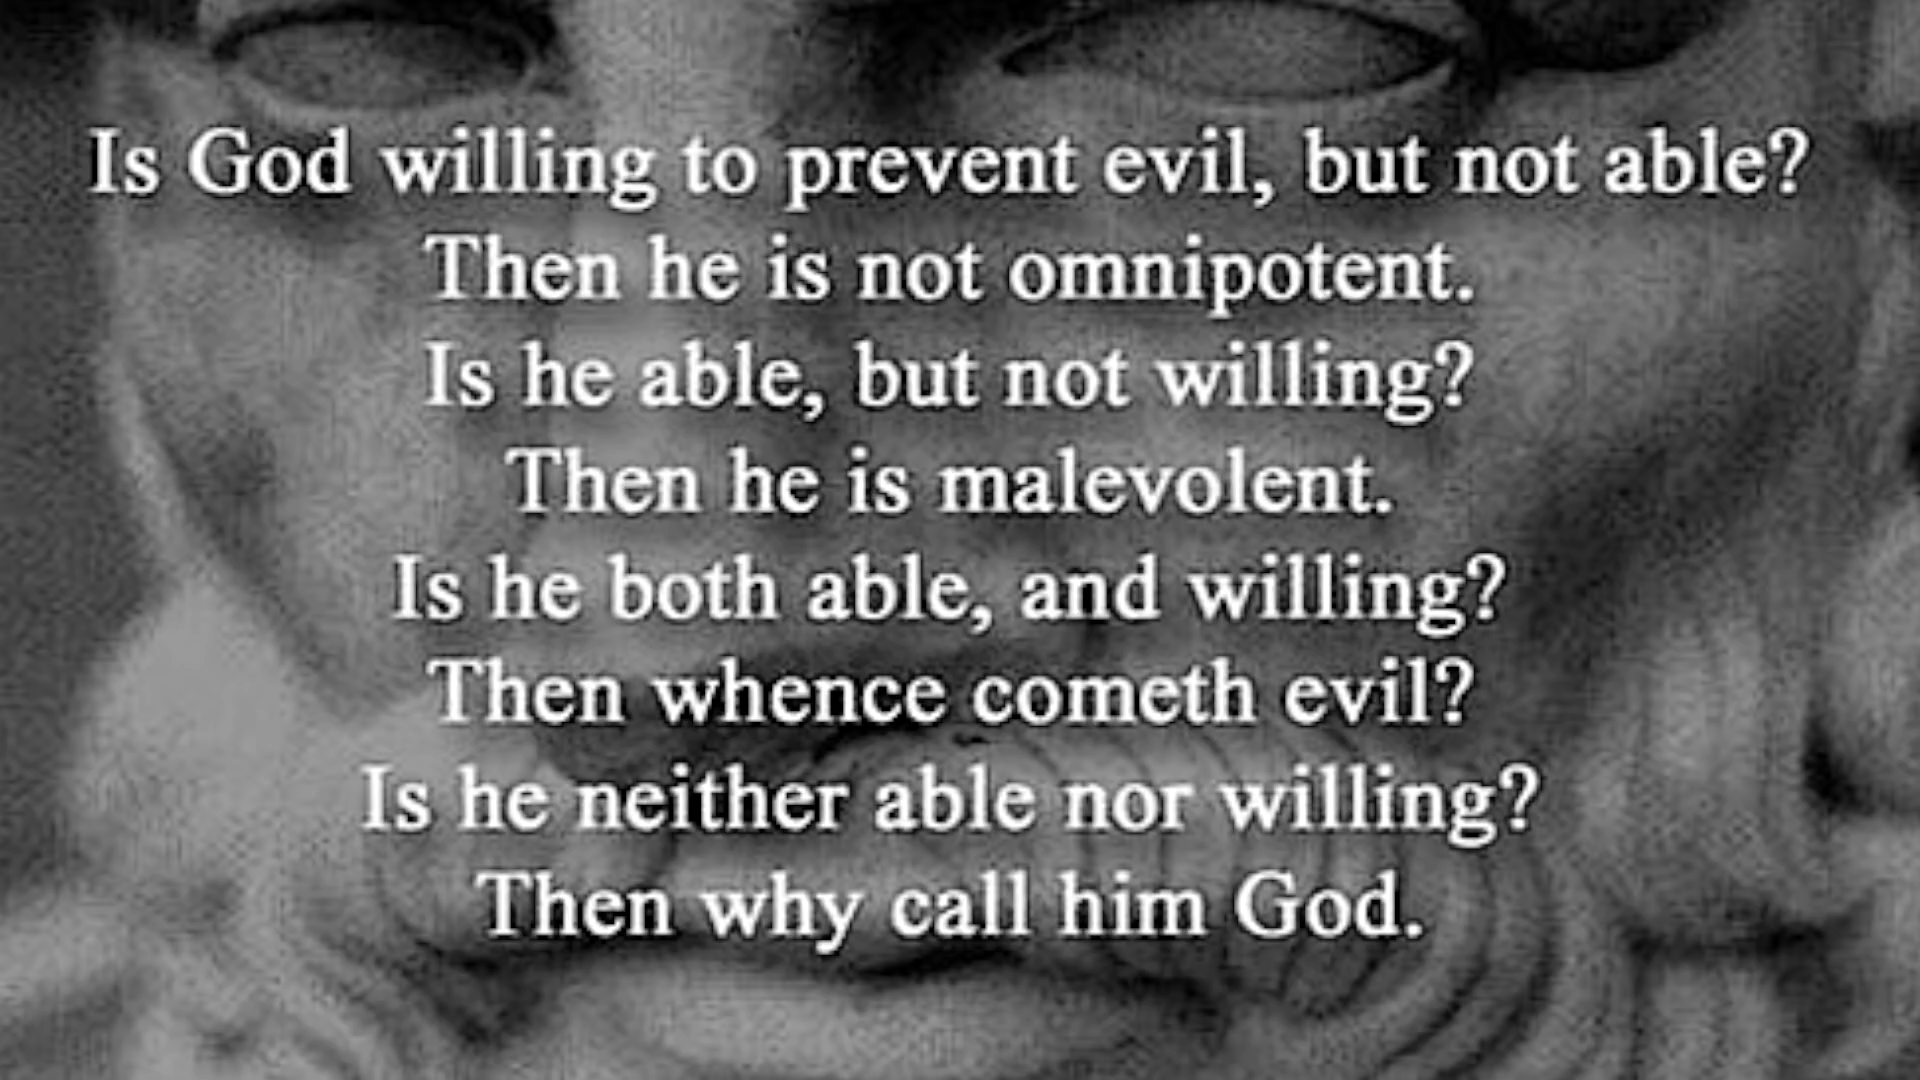 Is God willing to prevent evil, but not able?
Then he is not omnipotent.
Is he able, but not willing?
Then he is malevolent.
Is he both able, and willing?
Then whence cometh evil?
Is he neither able nor willing?
Then why call him God.